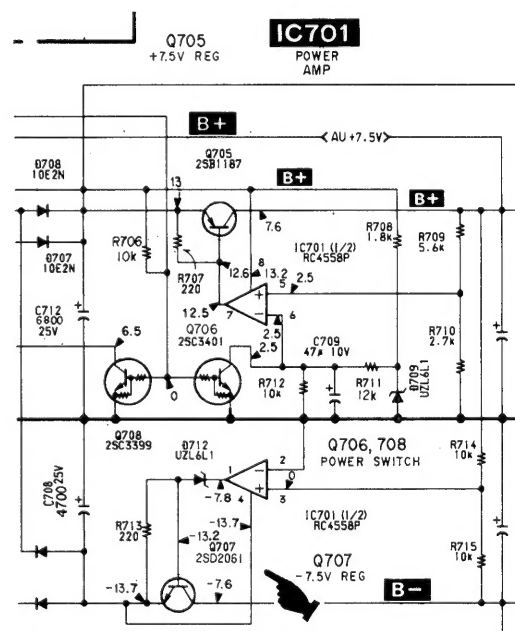 Q705
+7.5V REG
IC701
POWER
AMP
B+
AU+7.5V
D708
10E2N
Q705
2SB1187
13
B+
B+
7.6
R706
10k
R707
220
IC701 (1/2)
RC4558P
R708
1.8k
R709
5.6k
D707
10E2N
12.6
8
13.2
5
2.5
C712
6800
25V
12.5
7
6
6.5
Q706
2SC3401
2.5
2.5
C709
47µ 10V
R710
2.7k
R712
10k
R711
12k
D709
UZL6L1
0
Q708
2SC3399
D712
UZL6L1
Q706, 708
POWER SWITCH
R714
10k
C708
4700 25V
1
2
0
-7.8
4
3
-13.7
IC701 (1/2)
RC4558P
R713
220
-13.2
Q707
2SD2061
Q707
-7.5V REG
R715
10k
-13.7
-7.6
B-